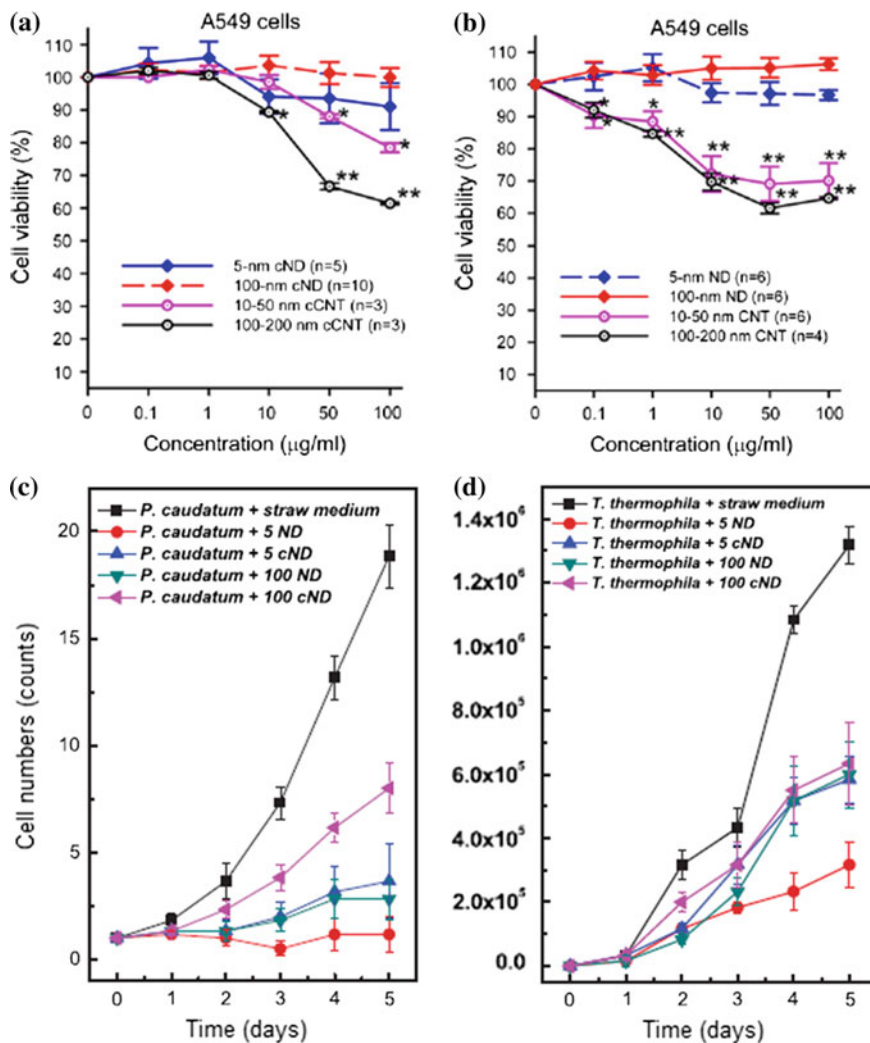 (a)
A549 cells
110
100
90
80
70
60
50
40
30
20
10
Cell viability (%)
*
*
*
*
**
**
5-nm cND (n=5)
100-nm cND (n=10)
10-50 nm cCNT (n=3)
100-200 nm cCNT (n=3)
0 0.1 1 10 50 100
Concentration (µg/ml)
(b)
A549 cells
110
100
90
80
70
60
50
40
30
20
10
Cell viability (%)
*
*
*
**
**
**
**
**
**
**
5-nm ND (n=6)
100-nm ND (n=6)
10-50 nm CNT (n=6)
100-200 nm CNT (n=4)
0 0.1 1 10 50 100
Concentration (µg/ml)
(c)
P. caudatum + straw medium
P. caudatum + 5 ND
P. caudatum + 5 cND
P. caudatum + 100 ND
P. caudatum + 100 cND
20
15
10
5
0
Cell numbers (counts)
0 1 2 3 4 5
Time (days)
(d)
T. thermophila + straw medium
T. thermophila + 5 ND
T. thermophila + 5 cND
T. thermophila + 100 ND
T. thermophila + 100 cND
1.4x10⁶
1.2x10⁶
1.0x10⁶
8.0x10⁵
6.0x10⁵
4.0x10⁵
2.0x10⁵
0.0
0 1 2 3 4 5
Time (days)